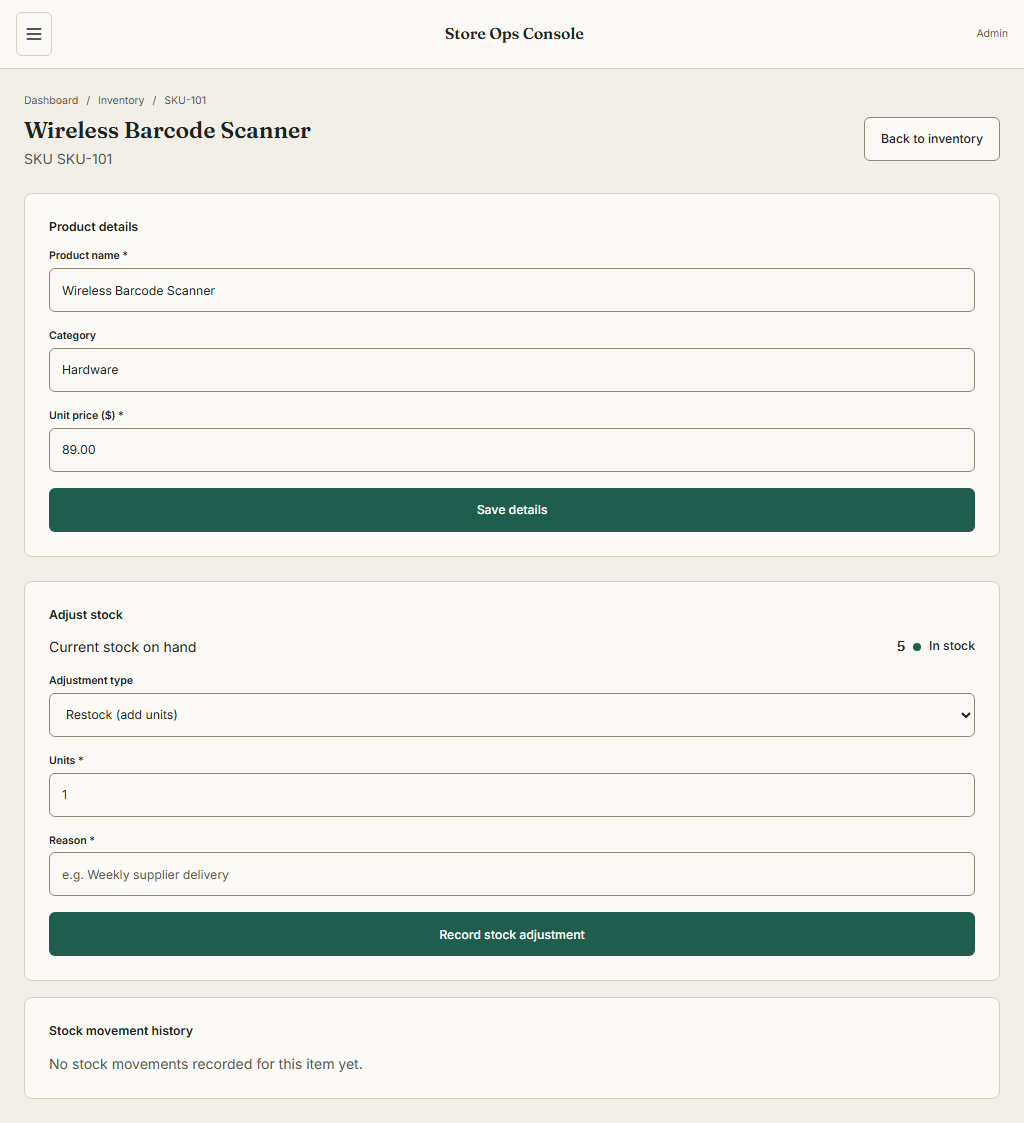 Store Ops Console
Admin
Dashboard / Inventory / SKU-101
Wireless Barcode Scanner
SKU SKU-101
Back to inventory
Product details
Product name *
Wireless Barcode Scanner
Category
Hardware
Unit price ($) *
89.00
Save details
Adjust stock
Current stock on hand
5 In stock
Adjustment type
Restock (add units)
Units *
1
Reason *
e.g. Weekly supplier delivery
Record stock adjustment
Stock movement history
No stock movements recorded for this item yet.